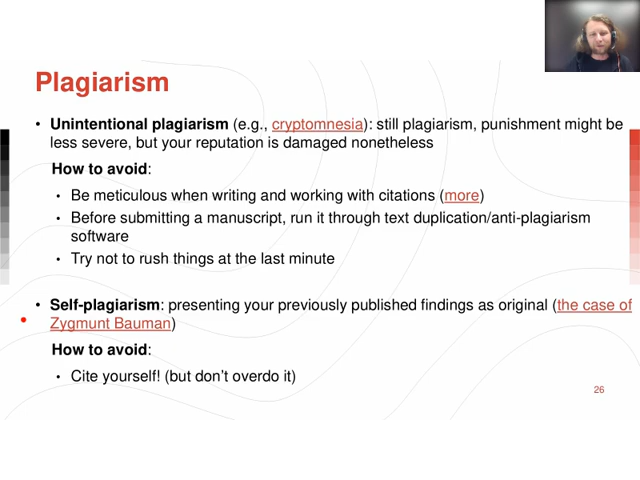 Plagiarism
• Unintentional plagiarism (e.g., cryptomnesia): still plagiarism, punishment might be
less severe, but your reputation is damaged nonetheless
How to avoid:
• Be meticulous when writing and working with citations (more)
• Before submitting a manuscript, run it through text duplication/anti-plagiarism
software
• Try not to rush things at the last minute
• Self-plagiarism: presenting your previously published findings as original (the case of
Zygmunt Bauman)
How to avoid:
• Cite yourself! (but don't overdo it)
26